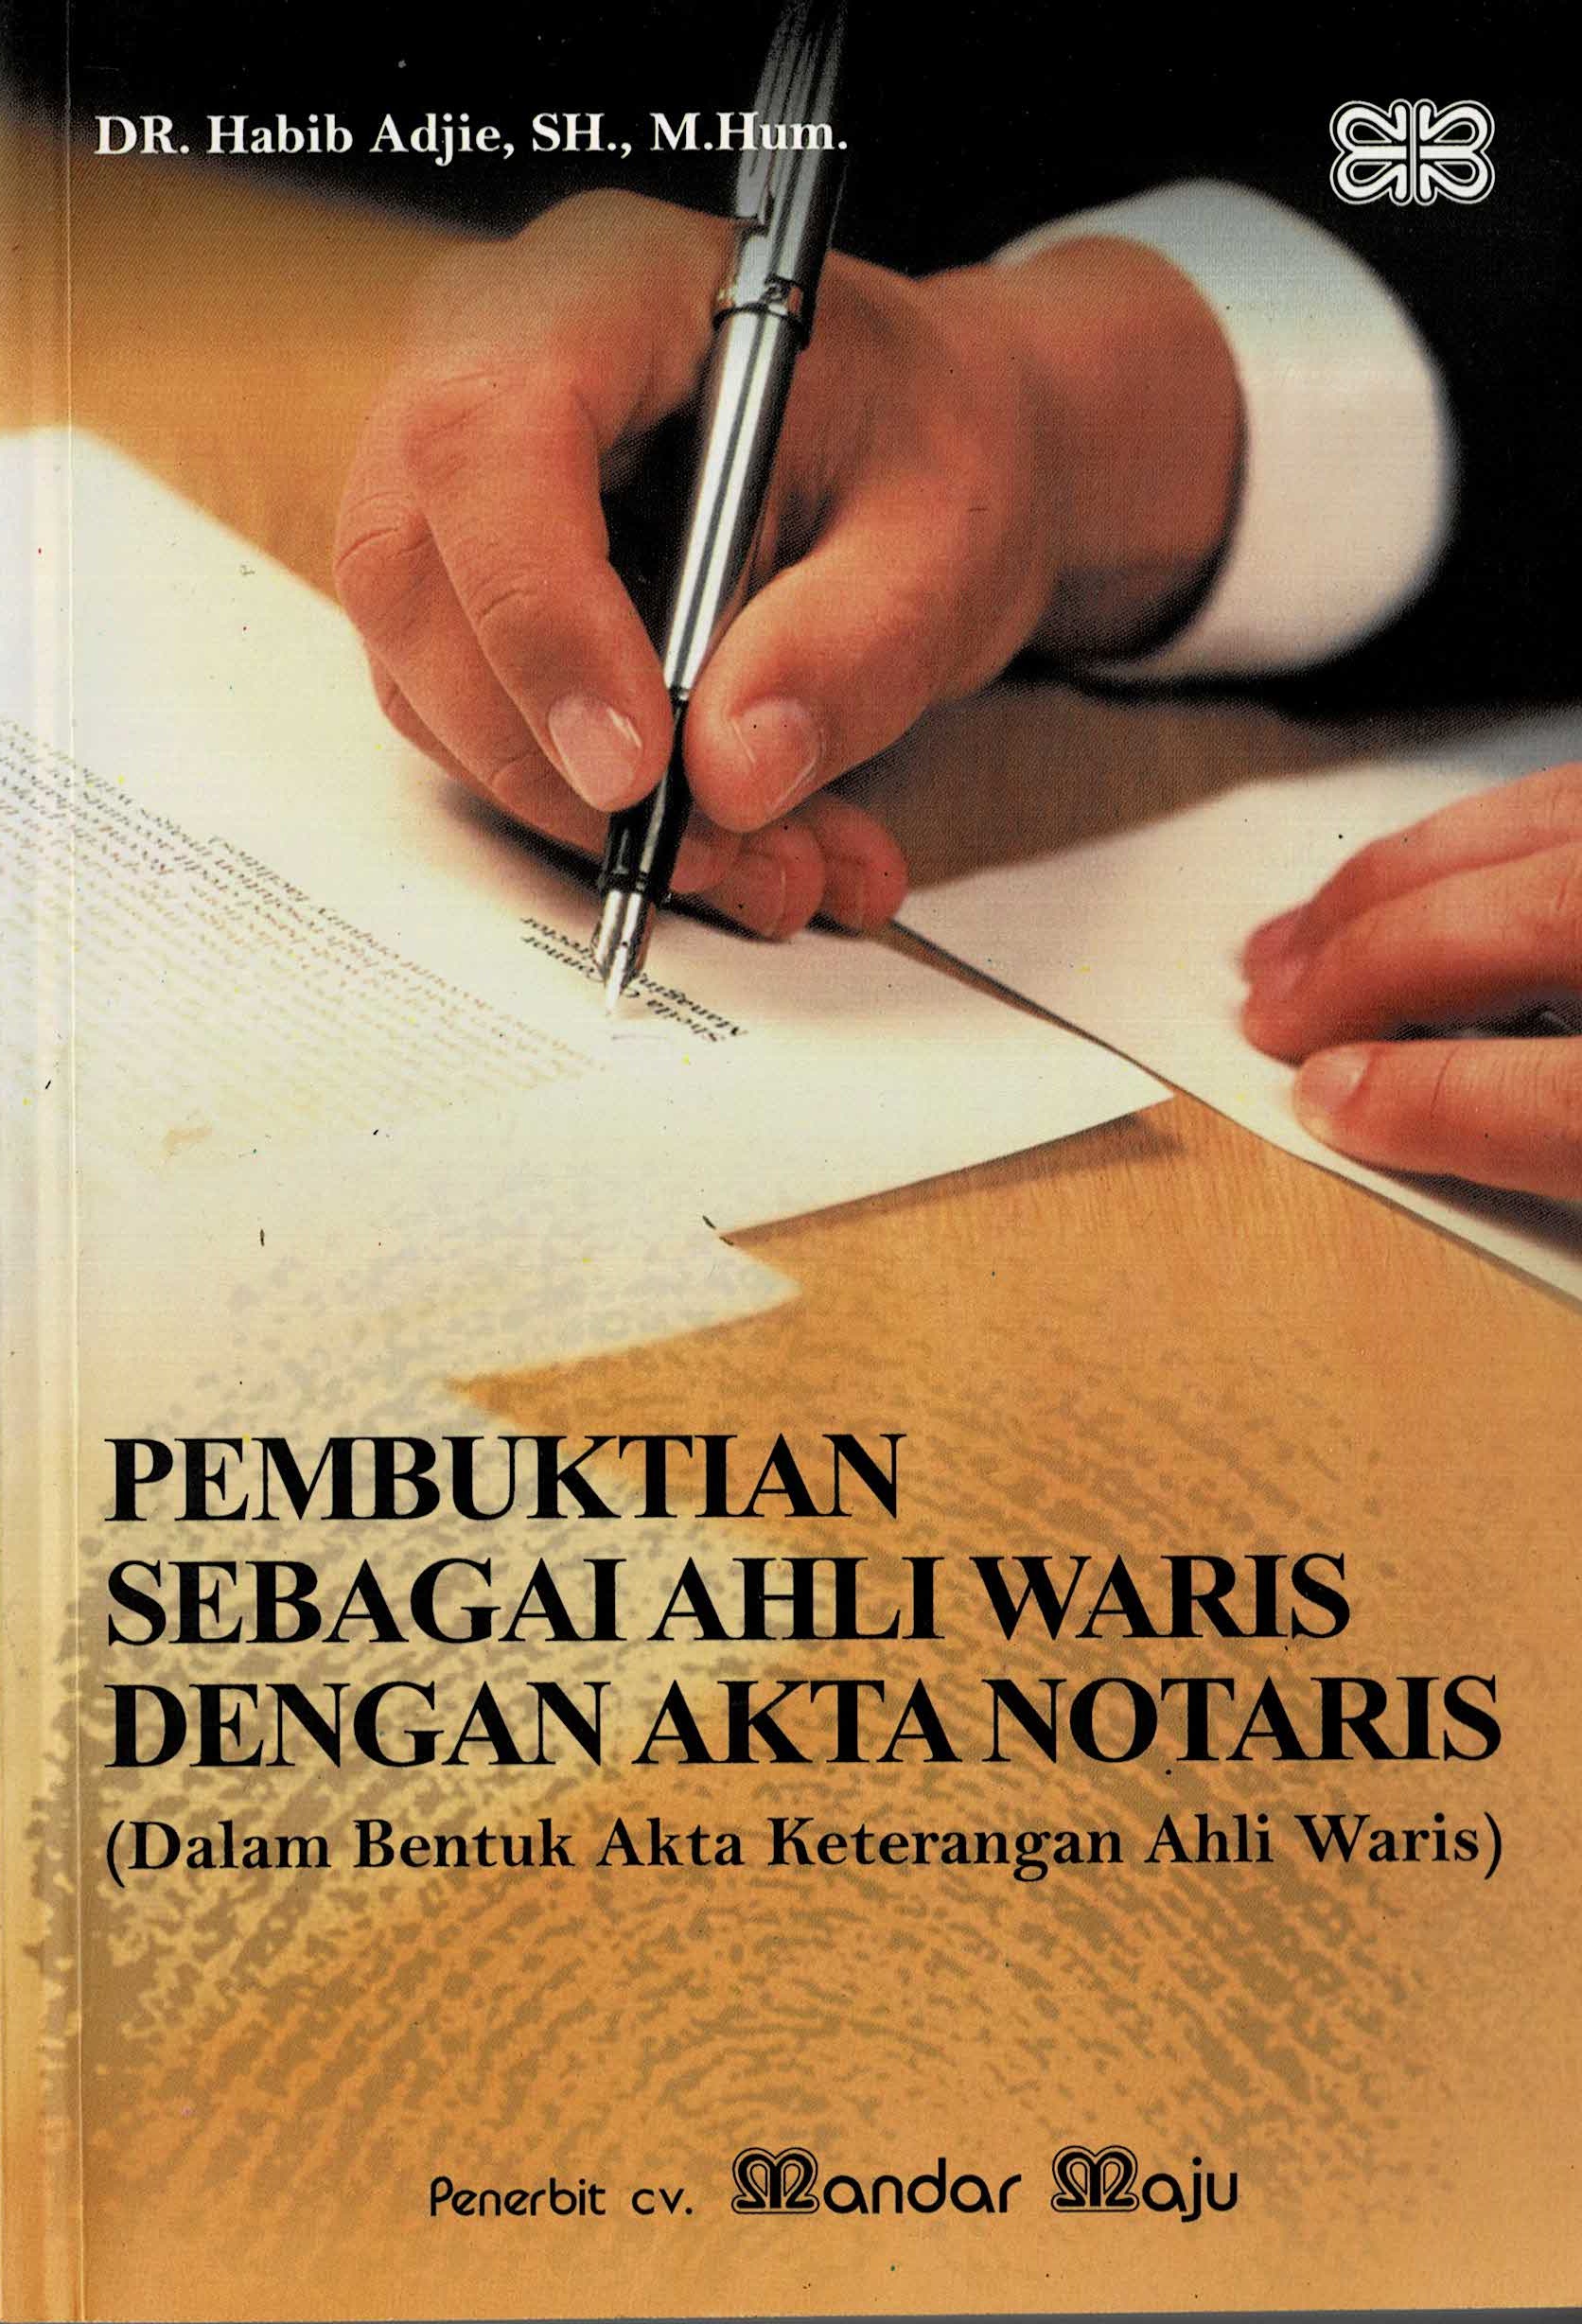 DR. Habib Adjie, SH., M.Hum.
Sheila
PEMBUKTIAN
SEBAGAI AHLI WARIS
DENGAN AKTA NOTARIS
(Dalam Bentuk Akta Keterangan Ahli Waris)
Penerbit cv. Mandar Maju